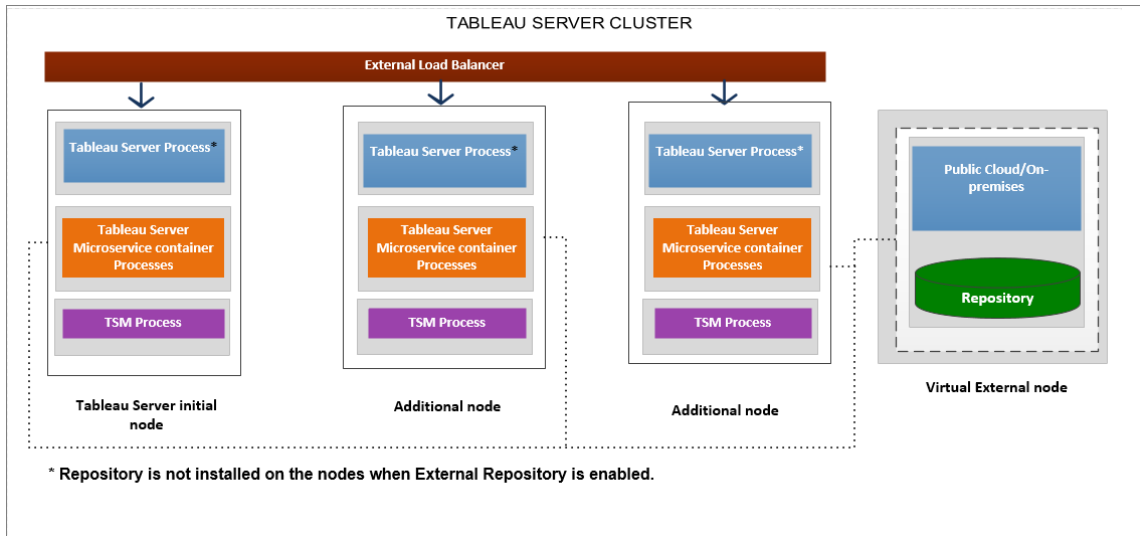 TABLEAU SERVER CLUSTER
External Load Balancer
Tableau Server Process*
Tableau Server
Microservice container
Processes
TSM Process
Tableau Server initial
node
Tableau Server Process*
Tableau Server
Microservice container
Processes
TSM Process
Additional node
Tableau Server Process*
Tableau Server
Microservice container
Processes
TSM Process
Additional node
Public Cloud/On-
premises
Repository
Virtual External node
* Repository is not installed on the nodes when External Repository is enabled.